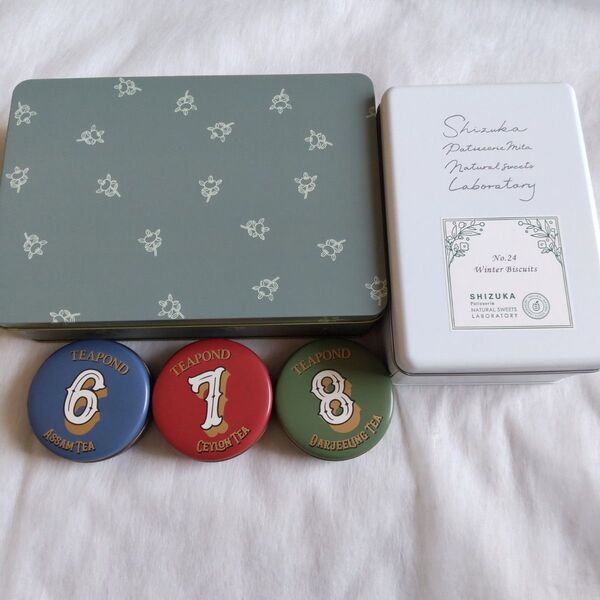 Shizuka
Patisserie Mita
Natural Sweets
Laboratory
No.24
Winter Biscuits
SHIZUKA
Patisserie
NATURAL SWEETS
LABORATORY
TEAPOND
6
ASSAM TEA
TEAPOND
7
CEYLON TEA
TEAPOND
8
DARJEELING TEA